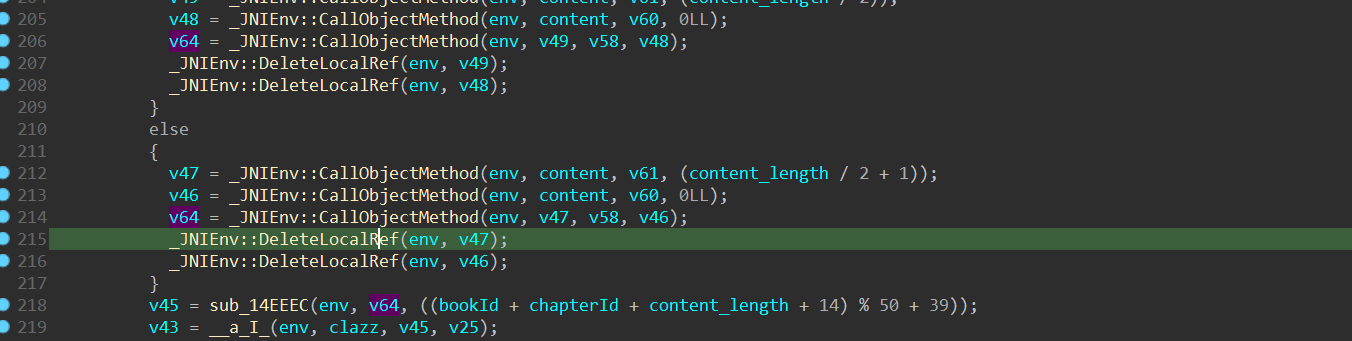 204 v49 = _JNIEnv::CallObjectMethod(env, content, v61, (content_length / 2));
205 v48 = _JNIEnv::CallObjectMethod(env, content, v60, 0LL);
206 v64 = _JNIEnv::CallObjectMethod(env, v49, v58, v48);
207 _JNIEnv::DeleteLocalRef(env, v49);
208 _JNIEnv::DeleteLocalRef(env, v48);
209 }
210 else
211 {
212 v47 = _JNIEnv::CallObjectMethod(env, content, v61, (content_length / 2 + 1));
213 v46 = _JNIEnv::CallObjectMethod(env, content, v60, 0LL);
214 v64 = _JNIEnv::CallObjectMethod(env, v47, v58, v46);
215 _JNIEnv::DeleteLocalRef(env, v47);
216 _JNIEnv::DeleteLocalRef(env, v46);
217 }
218 v45 = sub_14EEEC(env, v64, ((bookId + chapterId + content_length + 14) % 50 + 39));
219 v43 = __a_I_(env, clazz, v45, v25);